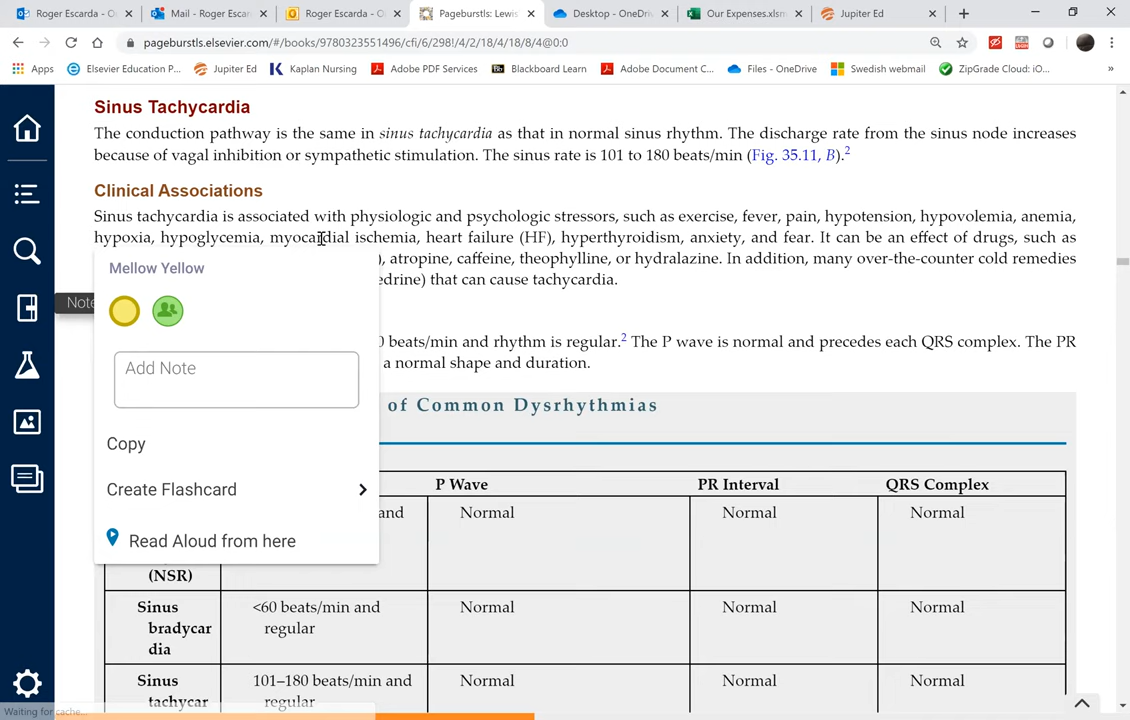 Roger Escarda - Ou
Mail - Roger Escar
Roger Escarda - O
Pageburstls: Lewis
Desktop - OneDriv
Our Expenses.xlsm
Jupiter Ed
pageburstls.elsevier.com/#/books/9780323551496/cfi/6/298!/4/2/18/4/18/8/4@0:0
Apps
Elsevier Education P...
Jupiter Ed
Kaplan Nursing
Adobe PDF Services
Bb
Blackboard Learn
Adobe Document C...
Files - OneDrive
Swedish webmail
ZipGrade Cloud: iO...
»
Sinus Tachycardia
The conduction pathway is the same in sinus tachycardia as that in normal sinus rhythm. The discharge rate from the sinus node increases
because of vagal inhibition or sympathetic stimulation. The sinus rate is 101 to 180 beats/min (Fig. 35.11, B).2
Clinical Associations
Sinus tachycardia is associated with physiologic and psychologic stressors, such as exercise, fever, pain, hypotension, hypovolemia, anemia,
hypoxia, hypoglycemia, myocardial ischemia, heart failure (HF), hyperthyroidism, anxiety, and fear. It can be an effect of drugs, such as
), atropine, caffeine, theophylline, or hydralazine. In addition, many over-the-counter cold remedies
edrine) that can cause tachycardia.
Mellow Yellow
Note
Add Note
Copy
Create Flashcard
Read Aloud from here
0 beats/min and rhythm is regular.2 The P wave is normal and precedes each QRS complex. The PR
a normal shape and duration.
of Common Dysrhythmias
P Wave
PR Interval
QRS Complex
and
Normal
Normal
Normal
(NSR)
Sinus
bradycar
dia
<60 beats/min and
regular
Normal
Normal
Normal
Sinus
tachycar
101–180 beats/min and
regular
Normal
Normal
Normal
Waiting for cache...